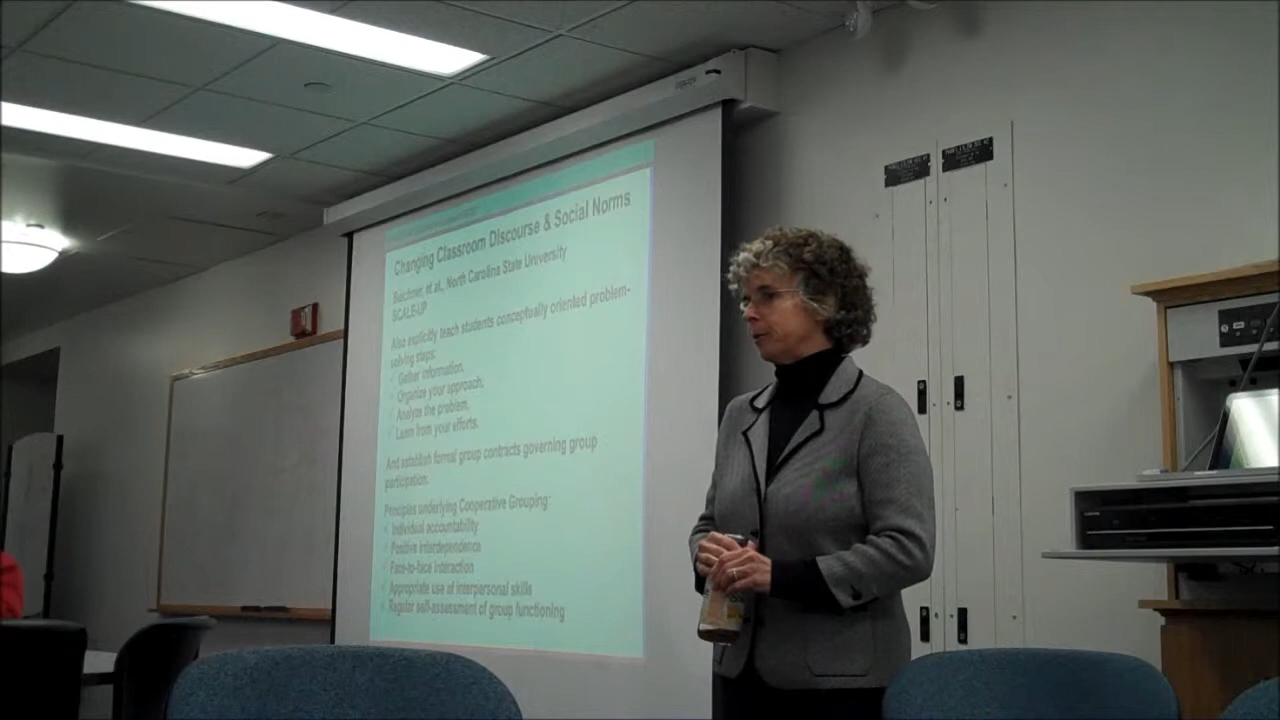 Changing Classroom Discourse & Social Norms
Beichner, et al., North Carolina State University
SCALE-UP
Also explicitly teach students conceptually oriented problem-
solving steps:
Gather information.
Organize your approach.
Analyze the problem.
Learn from your efforts.
And establish formal group contracts governing group
participation.
Principles underlying Cooperative Grouping:
Individual accountability
Positive interdependence
Face-to-face interaction
Appropriate use of interpersonal skills
Regular self-assessment of group functioning